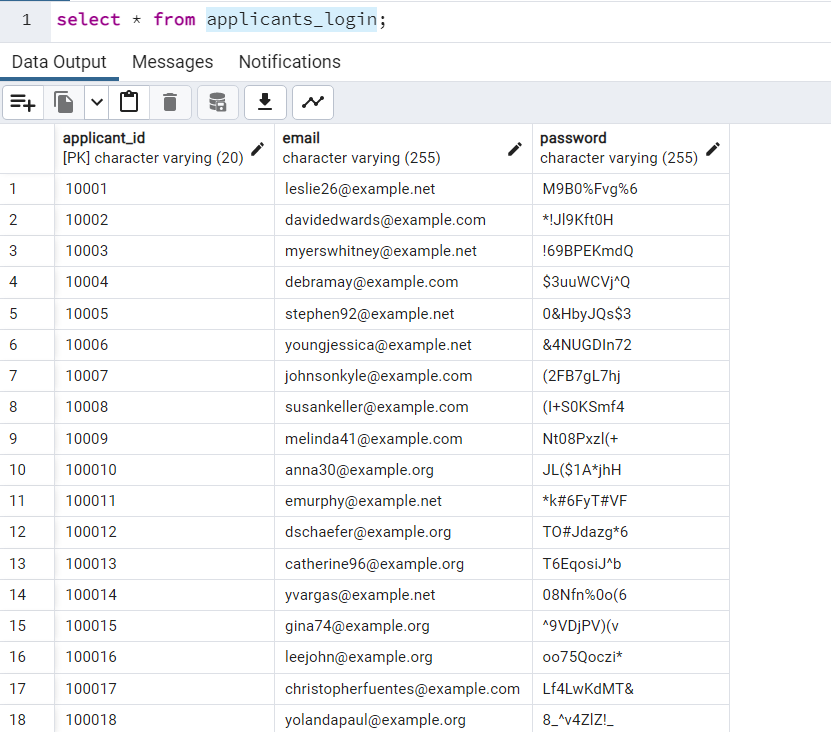 1 select * from applicants_login;
Data Output Messages Notifications
applicant_id email password
[PK] character varying (20) character varying (255) character varying (255)
1 10001 leslie26@example.net M9B0%Fvg%6
2 10002 davidedwards@example.com *!Jl9Kft0H
3 10003 myerswhitney@example.net !69BPEKmdQ
4 10004 debramay@example.com $3uuWCVj^Q
5 10005 stephen92@example.net 0&HbyJQs$3
6 10006 youngjessica@example.net &4NUGDIn72
7 10007 johnsonkyle@example.com (2FB7gL7hj
8 10008 susankeller@example.com (I+S0KSmf4
9 10009 melinda41@example.com Nt08Pxzl(+
10 100010 anna30@example.org JL($1A*jhH
11 100011 emurphy@example.net *k#6FyT#VF
12 100012 dschaefer@example.org TO#Jdazg*6
13 100013 catherine96@example.org T6EqosiJ^b
14 100014 yvargas@example.net 08Nfn%0o(6
15 100015 gina74@example.org ^9VDjPV)(v
16 100016 leejohn@example.org oo75Qoczi*
17 100017 christopherfuentes@example.com Lf4LwKdMT&
18 100018 yolandapaul@example.org 8_^v4ZlZ!_